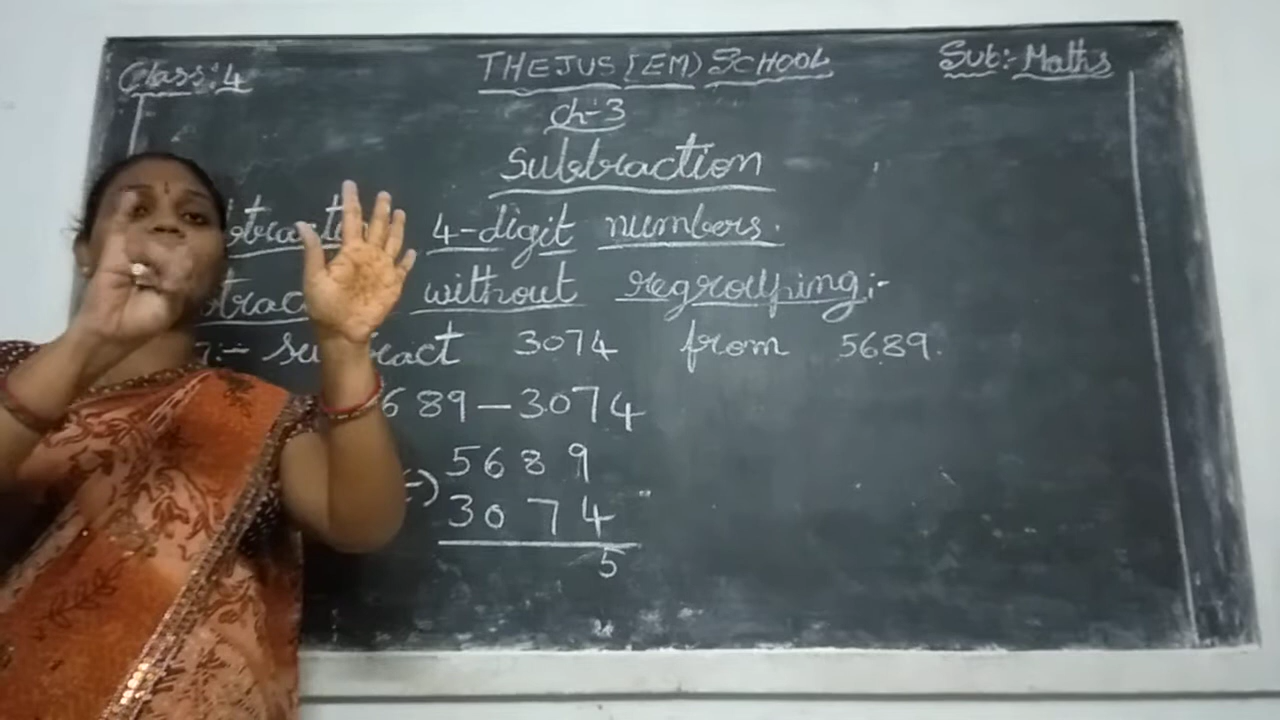 Class:4 THEJUS (EM) SCHOOL Sub:- Maths
Ch-3
Subtraction
4-digit numbers.
without regrouping:-
3074 from 5689.
689-3074
5689
3074
5